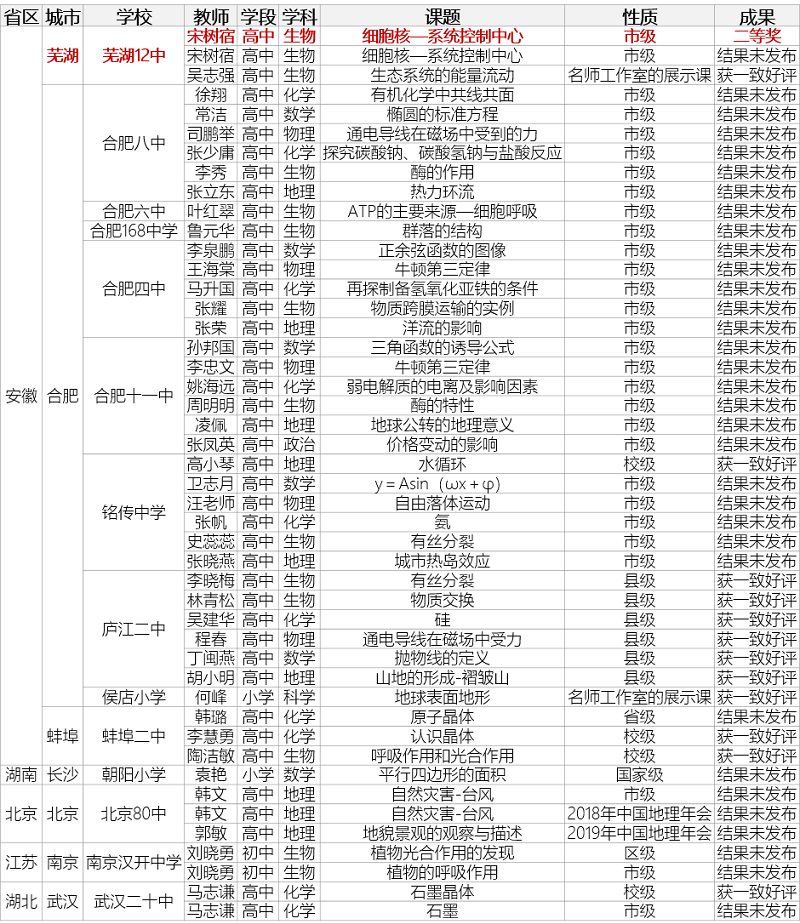 省区 城市 学校 教师 学段 学科 课题 性质 成果
芜湖 芜湖12中 宋树宿 高中 生物 细胞核—系统控制中心 市级 二等奖
宋树宿 高中 生物 细胞核—系统控制中心 市级 结果未发布
吴志强 高中 生物 生态系统的能量流动 名师工作室的展示课 获一致好评
安徽 合肥 合肥八中 徐翔 高中 化学 有机化学中共线共面 市级 结果未发布
常洁 高中 数学 椭圆的标准方程 市级 结果未发布
司鹏举 高中 物理 通电导线在磁场中受到的力 市级 结果未发布
张少庸 高中 化学 探究碳酸钠、碳酸氢钠与盐酸反应 市级 结果未发布
李秀 高中 生物 酶的作用 市级 结果未发布
张立东 高中 地理 热力环流 市级 结果未发布
合肥六中 叶红翠 高中 生物 ATP的主要来源—细胞呼吸 市级 结果未发布
合肥168中学 鲁元华 高中 生物 群落的结构 市级 结果未发布
合肥四中 李泉鹏 高中 数学 正余弦函数的图像 市级 结果未发布
王海棠 高中 物理 牛顿第三定律 市级 结果未发布
马升国 高中 化学 再探制备氢氧化亚铁的条件 市级 结果未发布
张耀 高中 生物 物质跨膜运输的实例 市级 结果未发布
张荣 高中 地理 洋流的影响 市级 结果未发布
合肥十一中 孙邦国 高中 数学 三角函数的诱导公式 市级 结果未发布
李忠文 高中 物理 牛顿第三定律 市级 结果未发布
姚海远 高中 化学 弱电解质的电离及影响因素 市级 结果未发布
周明明 高中 生物 酶的特性 市级 结果未发布
凌佩 高中 地理 地球公转的地理意义 市级 结果未发布
张凤英 高中 政治 价格变动的影响 市级 结果未发布
铭传中学 高小琴 高中 地理 水循环 校级 获一致好评
卫志月 高中 数学 y=Asin（ωx+φ） 市级 结果未发布
汪老师 高中 物理 自由落体运动 市级 结果未发布
张帆 高中 化学 氨 市级 结果未发布
史蕊蕊 高中 生物 有丝分裂 市级 结果未发布
张晓燕 高中 地理 城市热岛效应 市级 结果未发布
庐江二中 李晓梅 高中 生物 有丝分裂 县级 获一致好评
林青松 高中 生物 物质交换 县级 获一致好评
吴建华 高中 化学 硅 县级 获一致好评
程春 高中 物理 通电导线在磁场中受力 县级 获一致好评
丁闽燕 高中 数学 抛物线的定义 县级 获一致好评
胡小明 高中 地理 山地的形成-褶皱山 县级 获一致好评
侯店小学 何峰 小学 科学 地球表面地形 名师工作室的展示课 获一致好评
蚌埠 蚌埠二中 韩璐 高中 化学 原子晶体 省级 结果未发布
李慧勇 高中 化学 认识晶体 校级 获一致好评
陶洁敏 高中 生物 呼吸作用和光合作用 校级 获一致好评
湖南 长沙 朝阳小学 袁艳 小学 数学 平行四边形的面积 国家级 结果未发布
北京 北京 北京80中 韩文 高中 地理 自然灾害-台风 市级 结果未发布
韩文 高中 地理 自然灾害-台风 2018年中国地理年会 结果未发布
郭敏 高中 地理 地貌景观的观察与描述 2019年中国地理年会 结果未发布
江苏 南京 南京汉开中学 刘晓勇 初中 生物 植物光合作用的发现 区级 结果未发布
刘晓勇 初中 生物 植物的呼吸作用 市级 结果未发布
湖北 武汉 武汉二十中 马志谦 高中 化学 石墨晶体 校级 获一致好评
马志谦 高中 化学 石墨 市级 结果未发布